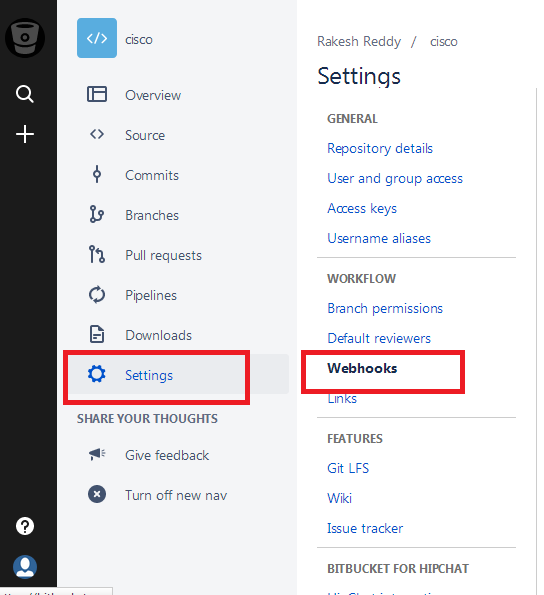 cisco
Overview
Source
Commits
Branches
Pull requests
Pipelines
Downloads
Settings
SHARE YOUR THOUGHTS
Give feedback
Turn off new nav
Rakesh Reddy / cisco
Settings
GENERAL
Repository details
User and group access
Access keys
Username aliases
WORKFLOW
Branch permissions
Default reviewers
Webhooks
Links
FEATURES
Git LFS
Wiki
Issue tracker
BITBUCKET FOR HIPCHAT